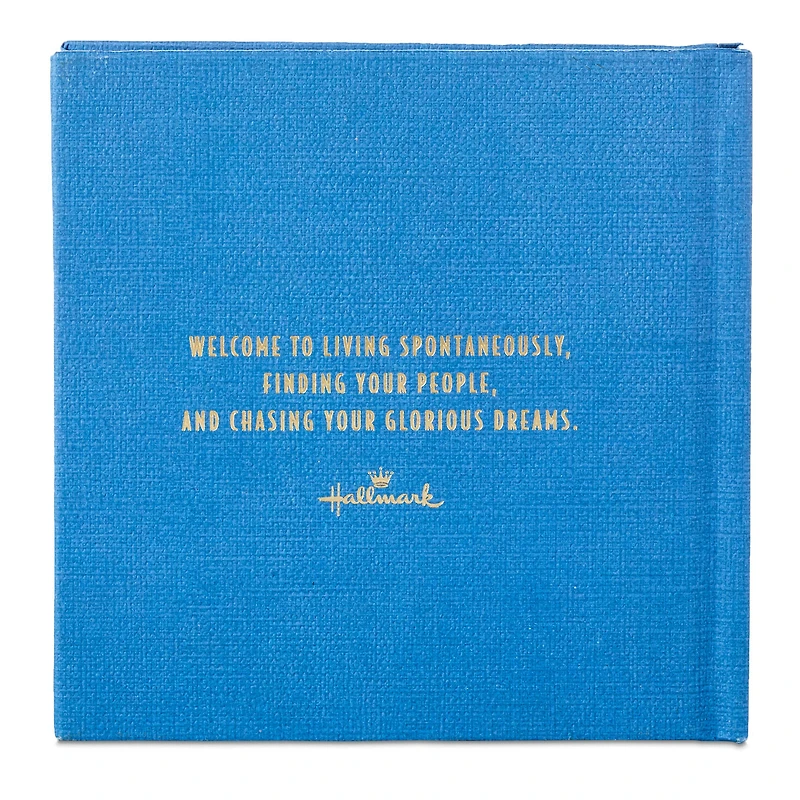 WELCOME TO LIVING SPONTANEOUSLY,
FINDING YOUR PEOPLE,
AND CHASING YOUR GLORIOUS DREAMS.
Hallmark